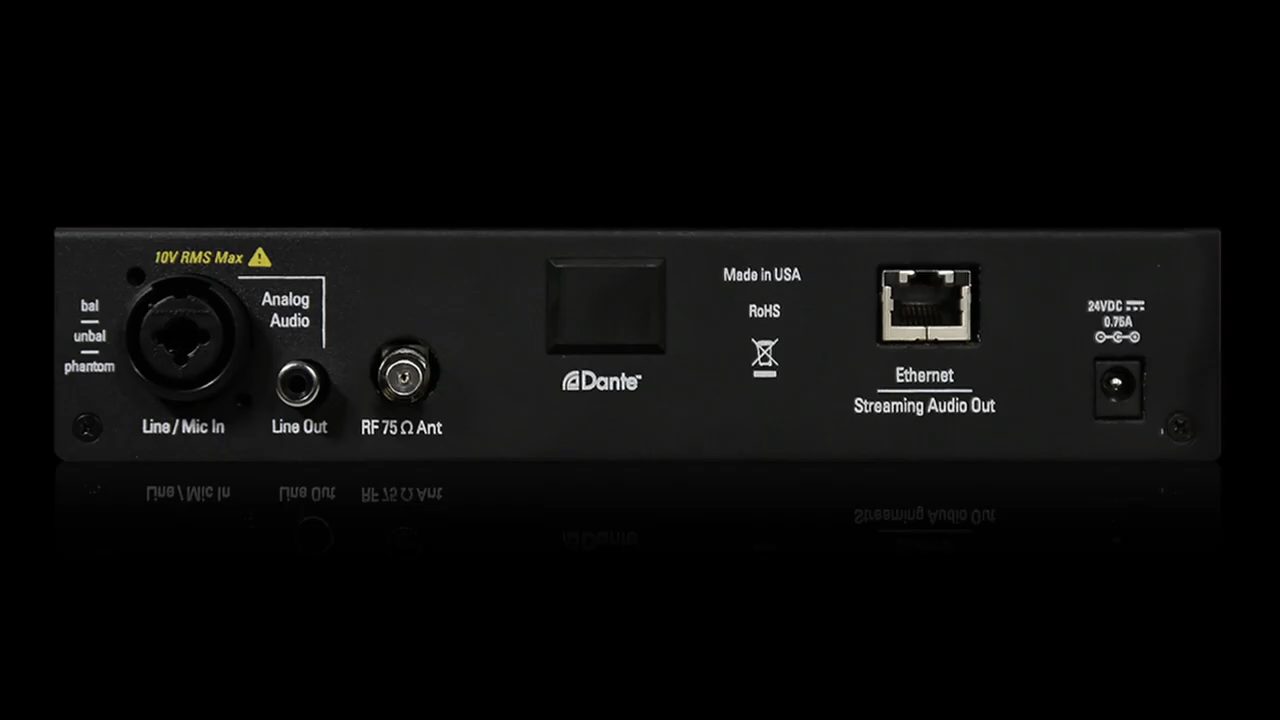 10V RMS Max
bal
unbal
phantom
Analog
Audio
Line / Mic In
Line Out
RF 75 Ω Ant
Dante™
Made in USA
RoHS
Ethernet
Streaming Audio Out
24VDC
0.75A